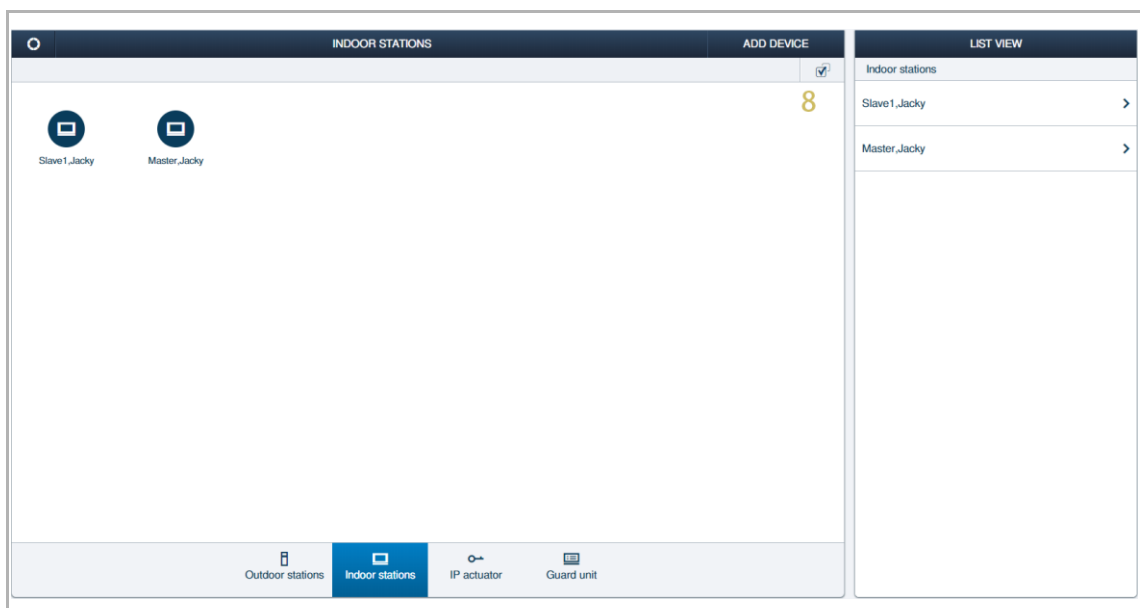 INDOOR STATIONS
ADD DEVICE
LIST VIEW
Indoor stations
8
Slave1,Jacky
Master,Jacky
Slave1,Jacky
Master,Jacky
Outdoor stations
Indoor stations
IP actuator
Guard unit